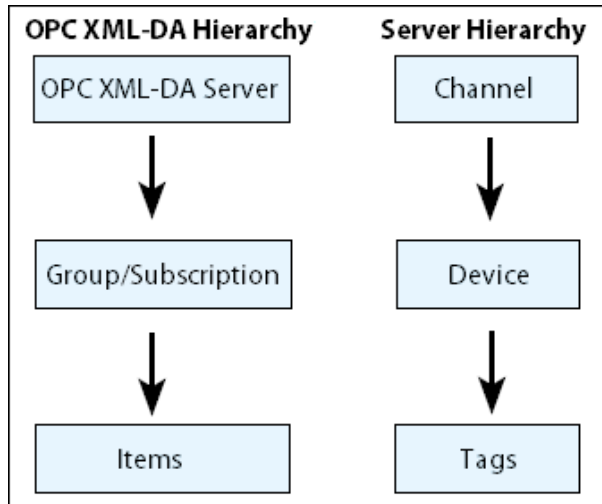 OPC XML-DA Hierarchy
OPC XML-DA Server
Group/Subscription
Items
Server Hierarchy
Channel
Device
Tags